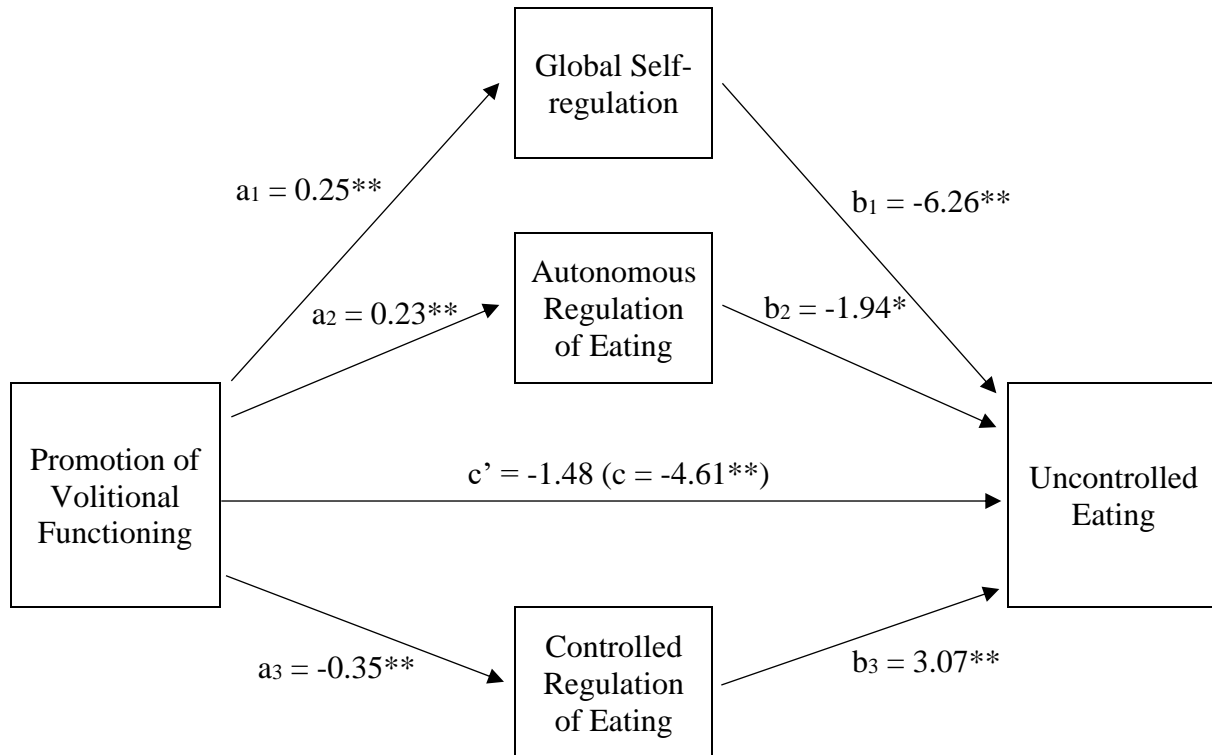 Global Self-
regulation
a1 = 0.25**
b1 = -6.26**
Autonomous
Regulation
of Eating
a2 = 0.23**
b2 = -1.94*
Promotion of
Volitional
Functioning
c’ = -1.48 (c = -4.61**)
Uncontrolled
Eating
a3 = -0.35**
Controlled
Regulation
of Eating
b3 = 3.07**